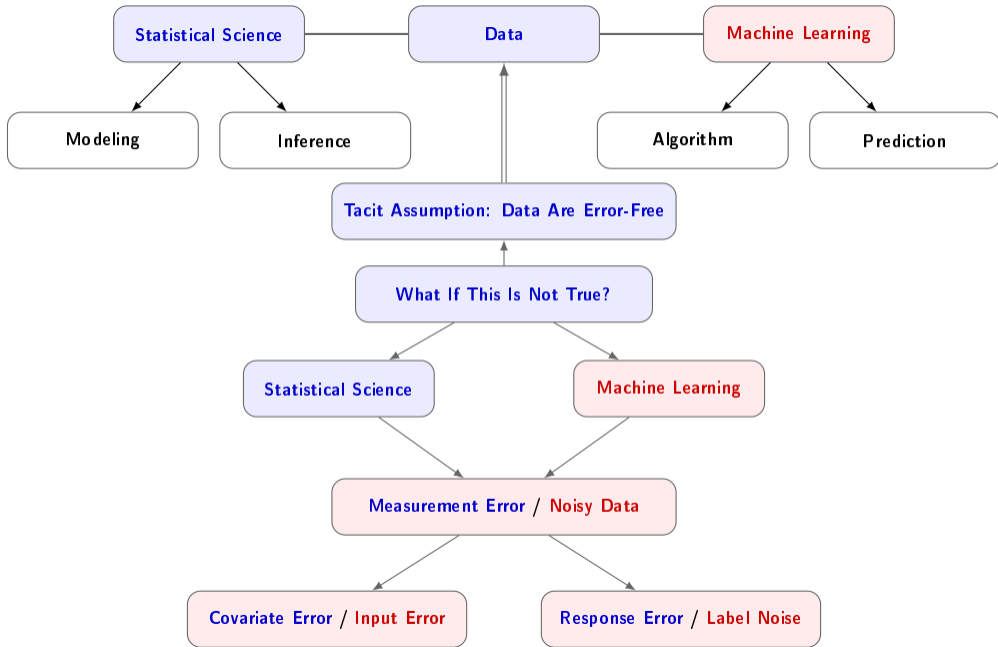 Statistical Science
Data
Machine Learning
Modeling
Inference
Algorithm
Prediction
Tacit Assumption: Data Are Error-Free
What If This Is Not True?
Statistical Science
Machine Learning
Measurement Error / Noisy Data
Covariate Error / Input Error
Response Error / Label Noise